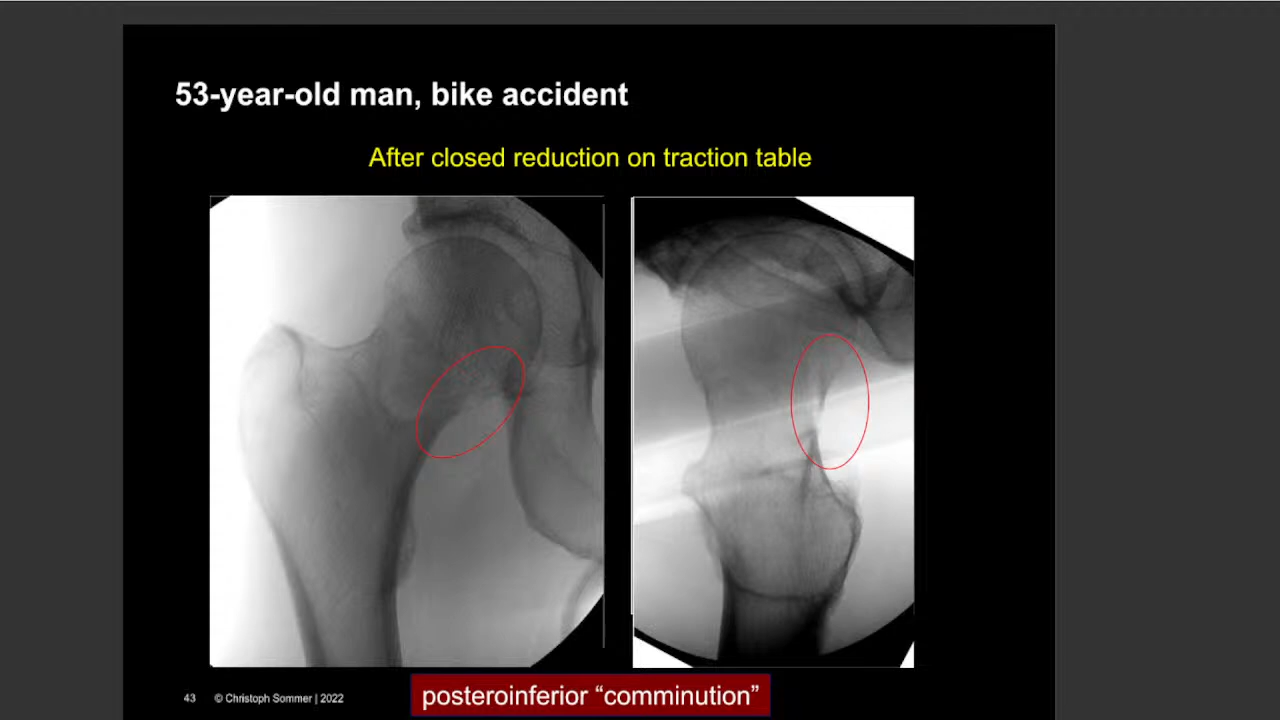 53-year-old man, bike accident
After closed reduction on traction table
43 © Christoph Sommer | 2022
posteroinferior “comminution”